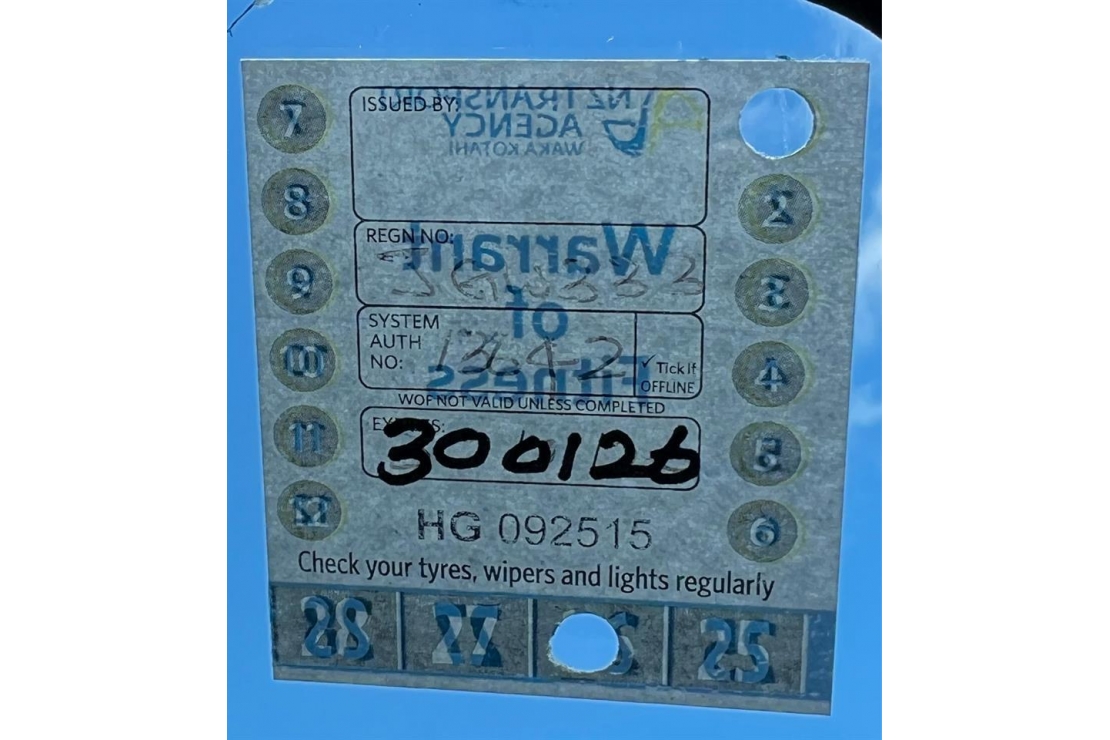 ISSUED BY:
NZ TRANSPORT
AGENCY
WAKA KOTAHI
Warrant
of
Fitness
REGN NO:
JGW333
SYSTEM
AUTH
NO:
✓ Tick if
OFFLINE
WOF NOT VALID UNLESS COMPLETED
EXPIRES:
300126
HG 092515
Check your tyres, wipers and lights regularly
7
8
9
10
11
12
2
3
4
5
6
28 27 25